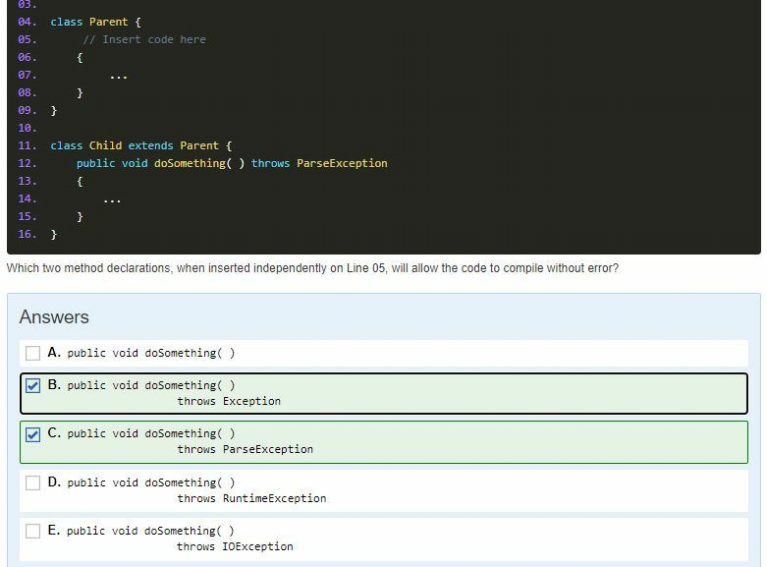 03.
04. class Parent {
05. // Insert code here
06. {
07. ...
08. }
09. }
10.
11. class Child extends Parent {
12. public void doSomething( ) throws ParseException
13. {
14. ...
15. }
16. }
Which two method declarations, when inserted independently on Line 05, will allow the code to compile without error?
Answers
A. public void doSomething( )
B. public void doSomething( )
throws Exception
C. public void doSomething( )
throws ParseException
D. public void doSomething( )
throws RuntimeException
E. public void doSomething( )
throws IOException